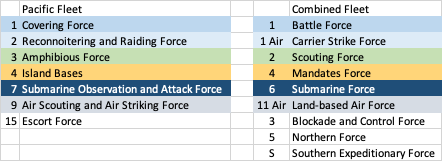 Pacific Fleet Combined Fleet
1 Covering Force 1 Battle Force
2 Reconnoitering and Raiding Force 1 Air Carrier Strike Force
3 Amphibious Force 2 Scouting Force
4 Island Bases 4 Mandates Force
7 Submarine Observation and Attack Force 6 Submarine Force
9 Air Scouting and Air Striking Force 11 Air Land-based Air Force
15 Escort Force 3 Blockade and Control Force
5 Northern Force
S Southern Expeditionary Force